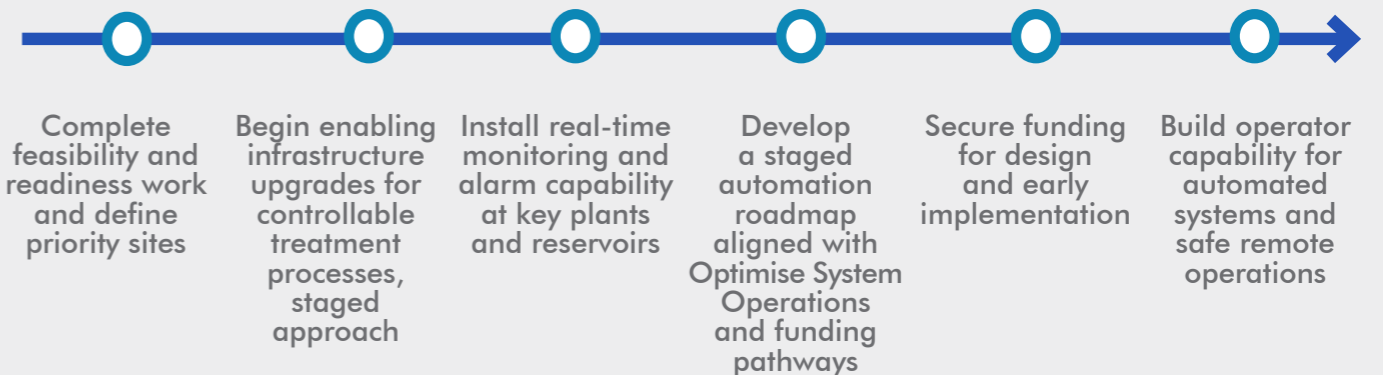 Complete
feasibility and
readiness work
and define
priority sites
Begin enabling
infrastructure
upgrades for
controllable
treatment
processes,
staged
approach
Install real-time
monitoring and
alarm capability
at key plants
and reservoirs
Develop
a staged
automation
roadmap
aligned with
Optimise System
Operations
and funding
pathways
Secure funding
for design
and early
implementation
Build operator
capability for
automated
systems and
safe remote
operations